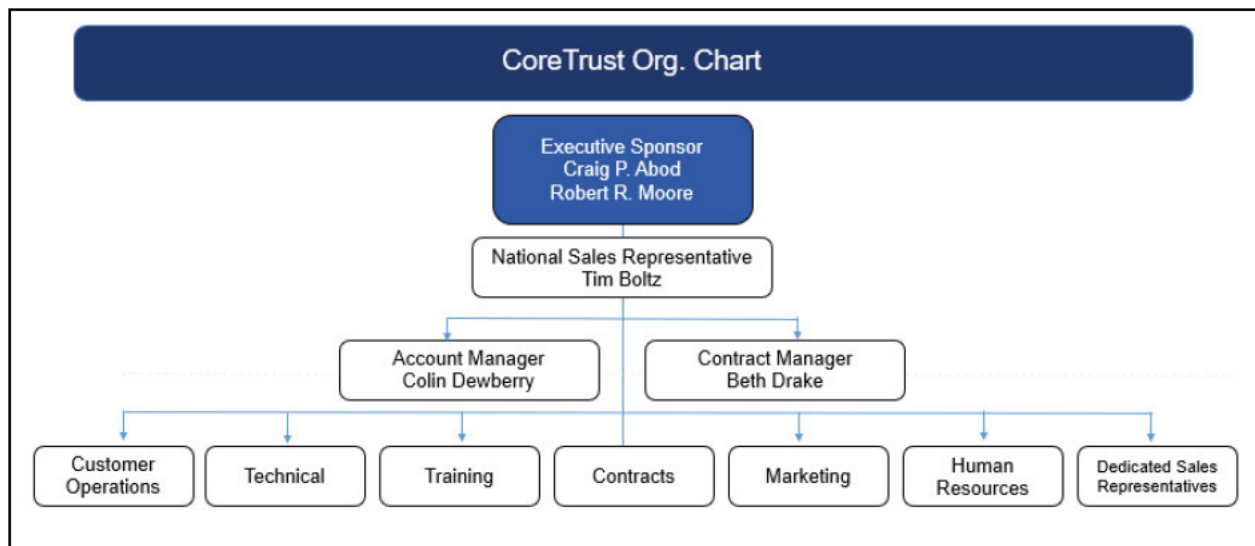 CoreTrust Org. Chart
Executive Sponsor
Craig P. Abod
Robert R. Moore
National Sales Representative
Tim Boltz
Account Manager
Colin Dewberry
Contract Manager
Beth Drake
Customer
Operations
Technical
Training
Contracts
Marketing
Human
Resources
Dedicated Sales
Representatives